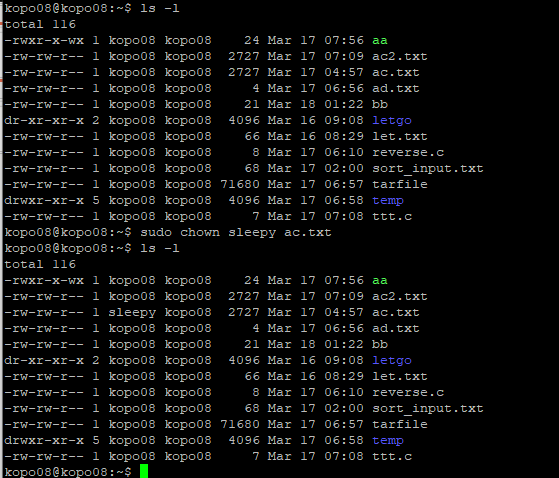 kopo08@kopo08:~$ ls -l
total 116
-rwxr-x-wx 1 kopo08 kopo08    24 Mar 17 07:56 aa
-rw-rw-r-- 1 kopo08 kopo08  2727 Mar 17 07:09 ac2.txt
-rw-rw-r-- 1 kopo08 kopo08  2727 Mar 17 04:57 ac.txt
-rw-rw-r-- 1 kopo08 kopo08     4 Mar 17 06:56 ad.txt
-rw-rw-r-- 1 kopo08 kopo08    21 Mar 18 01:22 bb
dr-xr-xr-x 2 kopo08 kopo08  4096 Mar 16 09:08 letgo
-rw-rw-r-- 1 kopo08 kopo08    66 Mar 16 08:29 let.txt
-rw-rw-r-- 1 kopo08 kopo08     8 Mar 17 06:10 reverse.c
-rw-rw-r-- 1 kopo08 kopo08    68 Mar 17 02:00 sort_input.txt
-rw-rw-r-- 1 kopo08 kopo08 71680 Mar 17 06:57 tarfile
drwxr-xr-x 5 kopo08 kopo08  4096 Mar 17 06:58 temp
-rw-rw-r-- 1 kopo08 kopo08     7 Mar 17 07:08 ttt.c
kopo08@kopo08:~$ sudo chown sleepy ac.txt
kopo08@kopo08:~$ ls -l
total 116
-rwxr-x-wx 1 kopo08 kopo08    24 Mar 17 07:56 aa
-rw-rw-r-- 1 kopo08 kopo08  2727 Mar 17 07:09 ac2.txt
-rw-rw-r-- 1 sleepy kopo08  2727 Mar 17 04:57 ac.txt
-rw-rw-r-- 1 kopo08 kopo08     4 Mar 17 06:56 ad.txt
-rw-rw-r-- 1 kopo08 kopo08    21 Mar 18 01:22 bb
dr-xr-xr-x 2 kopo08 kopo08  4096 Mar 16 09:08 letgo
-rw-rw-r-- 1 kopo08 kopo08    66 Mar 16 08:29 let.txt
-rw-rw-r-- 1 kopo08 kopo08     8 Mar 17 06:10 reverse.c
-rw-rw-r-- 1 kopo08 kopo08    68 Mar 17 02:00 sort_input.txt
-rw-rw-r-- 1 kopo08 kopo08 71680 Mar 17 06:57 tarfile
drwxr-xr-x 5 kopo08 kopo08  4096 Mar 17 06:58 temp
-rw-rw-r-- 1 kopo08 kopo08     7 Mar 17 07:08 ttt.c
kopo08@kopo08:~$